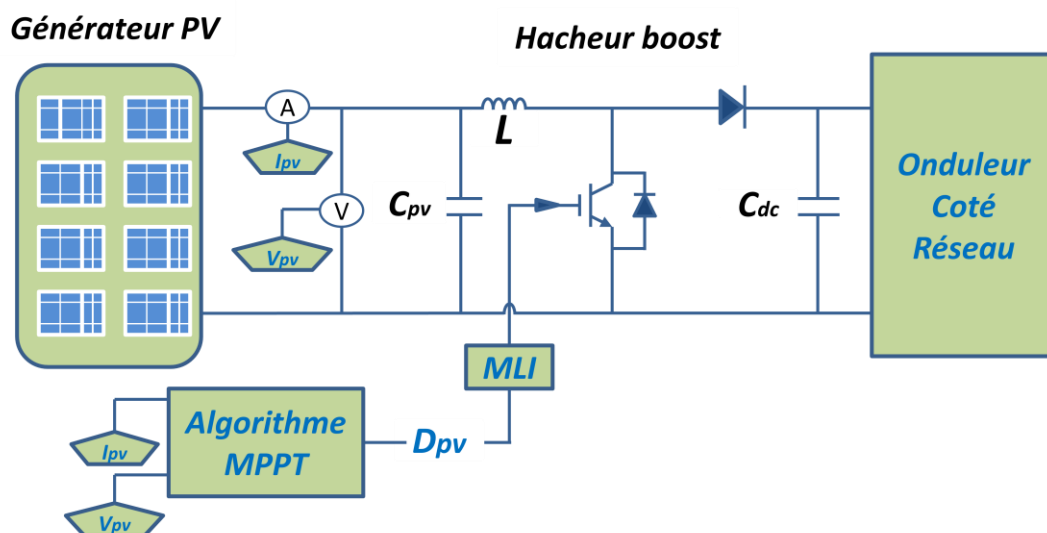 Générateur PV
Hacheur boost
A
Ipv
V
Vpv
Cpv
L
Cdc
Onduleur
Coté
Réseau
MLI
Algorithme
MPPT
Dpv
Ipv
Vpv